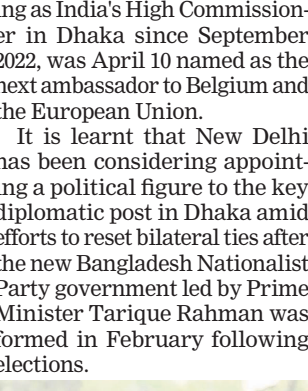 ing as India's High Commission-
er in Dhaka since September
2022, was April 10 named as the
next ambassador to Belgium and
the European Union.
It is learnt that New Delhi
has been considering appoint-
ing a political figure to the key
diplomatic post in Dhaka amid
efforts to reset bilateral ties after
the new Bangladesh Nationalist
Party government led by Prime
Minister Tarique Rahman was
formed in February following
elections.